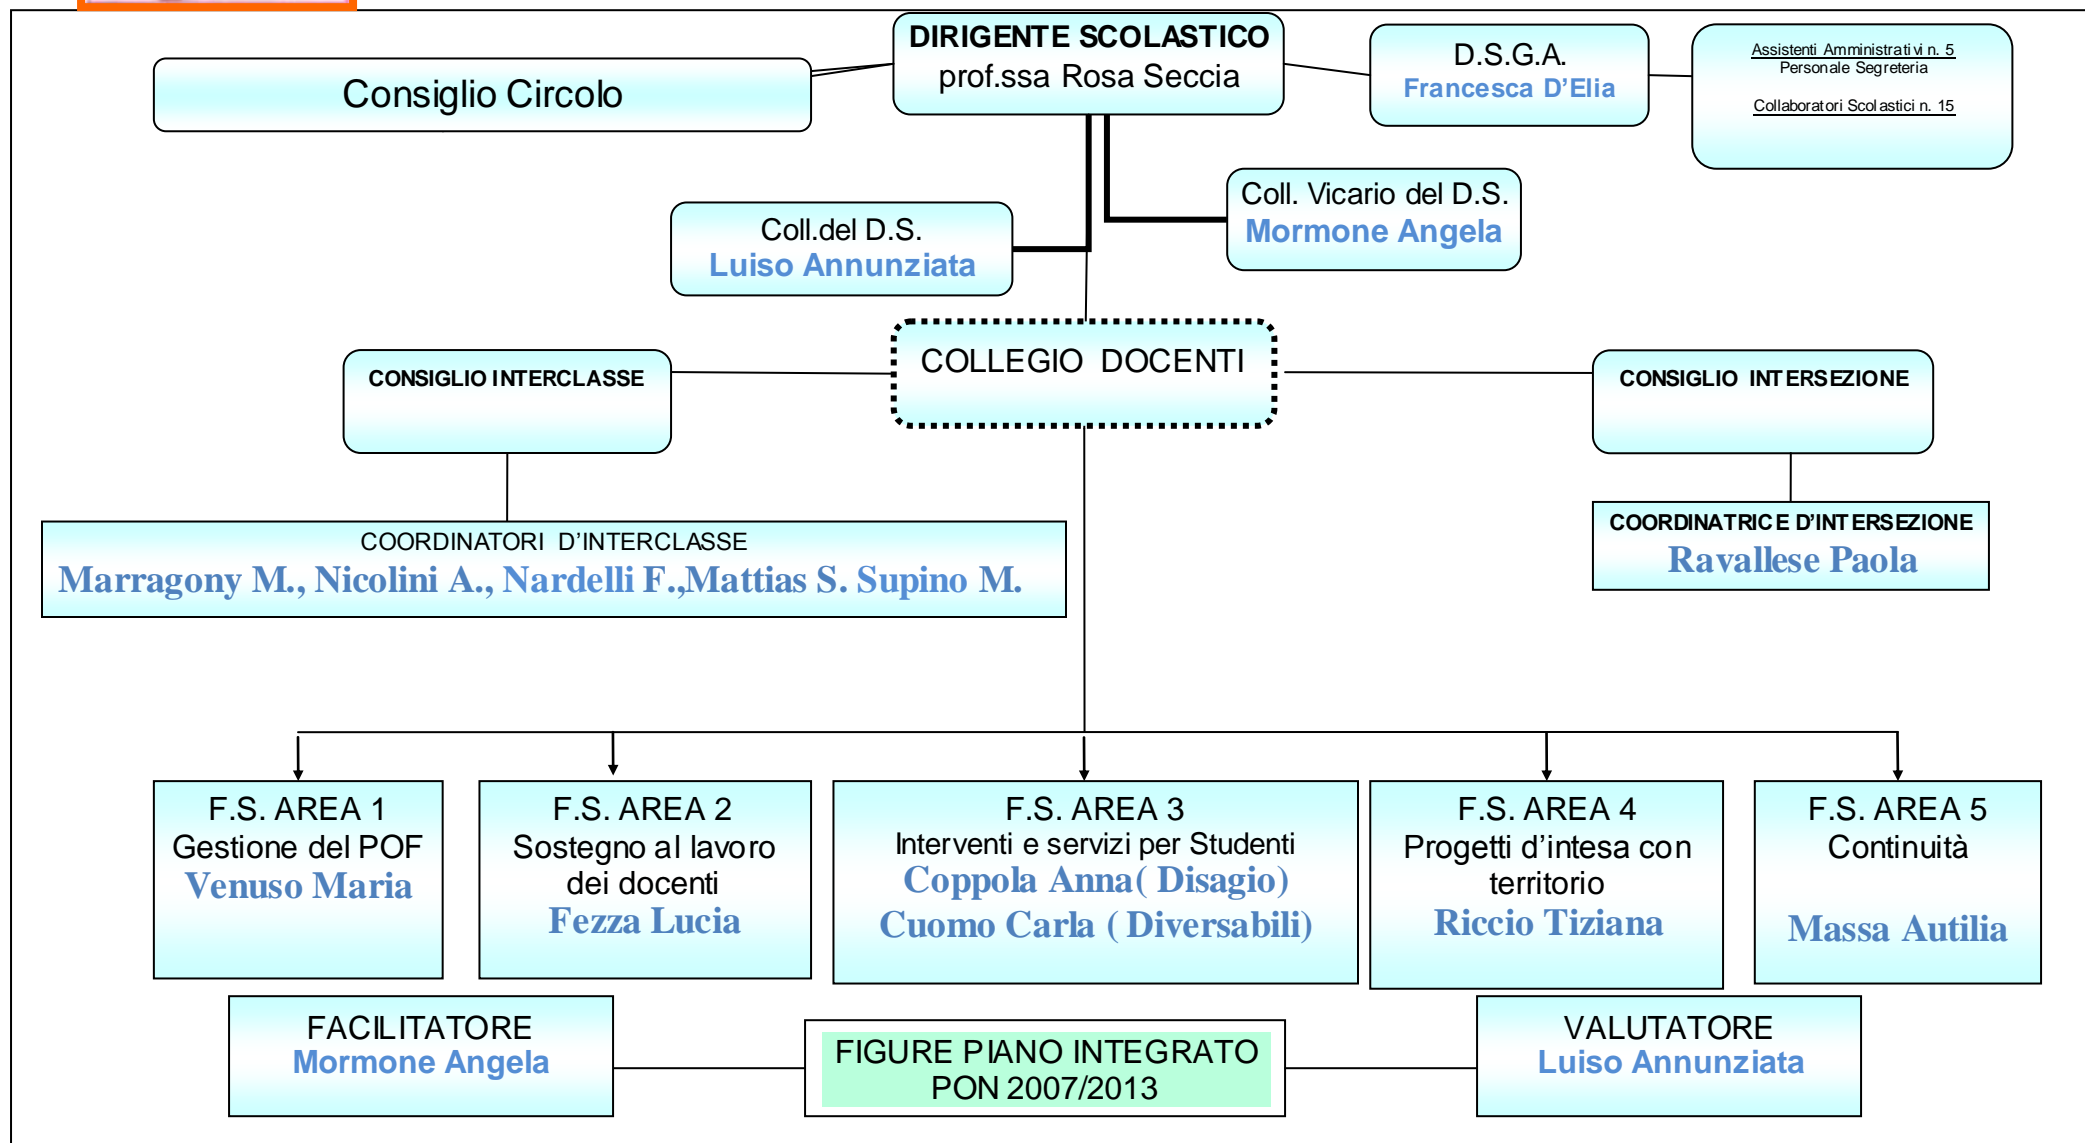 DIRIGENTE SCOLASTICO
prof.ssa Rosa Seccia
Consiglio Circolo
D.S.G.A.
Francesca D'Elia
Assistenti Amministrativi n. 5
Personale Segreteria
Collaboratori Scolastici n. 15
Coll. Vicario del D.S.
Mormone Angela
Coll.del D.S.
Luiso Annunziata
COLLEGIO DOCENTI
CONSIGLIO INTERCLASSE
CONSIGLIO INTERSEZIONE
COORDINATORI D'INTERCLASSE
Marragony M., Nicolini A., Nardelli F.,Mattias S. Supino M.
COORDINATRICE D'INTERSEZIONE
Ravallese Paola
F.S. AREA 1
Gestione del POF
Venuso Maria
F.S. AREA 2
Sostegno al lavoro
dei docenti
Fezza Lucia
F.S. AREA 3
Interventi e servizi per Studenti
Coppola Anna( Disagio)
Cuomo Carla ( Diversabili)
F.S. AREA 4
Progetti d'intesa con
territorio
Riccio Tiziana
F.S. AREA 5
Continuità
Massa Autilia
FACILITATORE
Mormone Angela
FIGURE PIANO INTEGRATO
PON 2007/2013
VALUTATORE
Luiso Annunziata